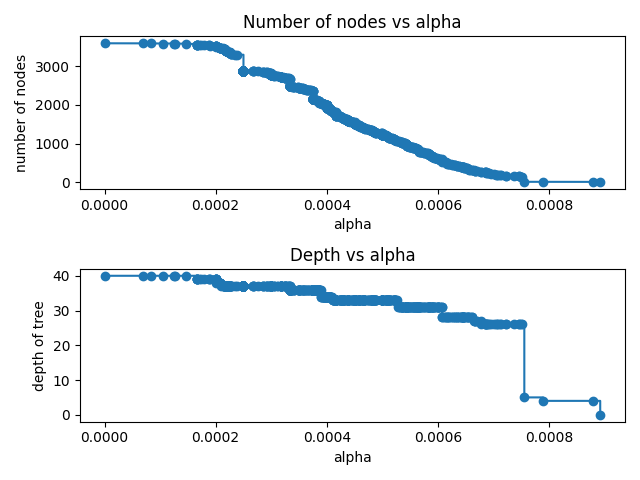 Number of nodes vs alpha
3000
2000
1000
0
number of nodes
0.0000 0.0002 0.0004 0.0006 0.0008
alpha
Depth vs alpha
40
30
20
10
0
depth of tree
0.0000 0.0002 0.0004 0.0006 0.0008
alpha